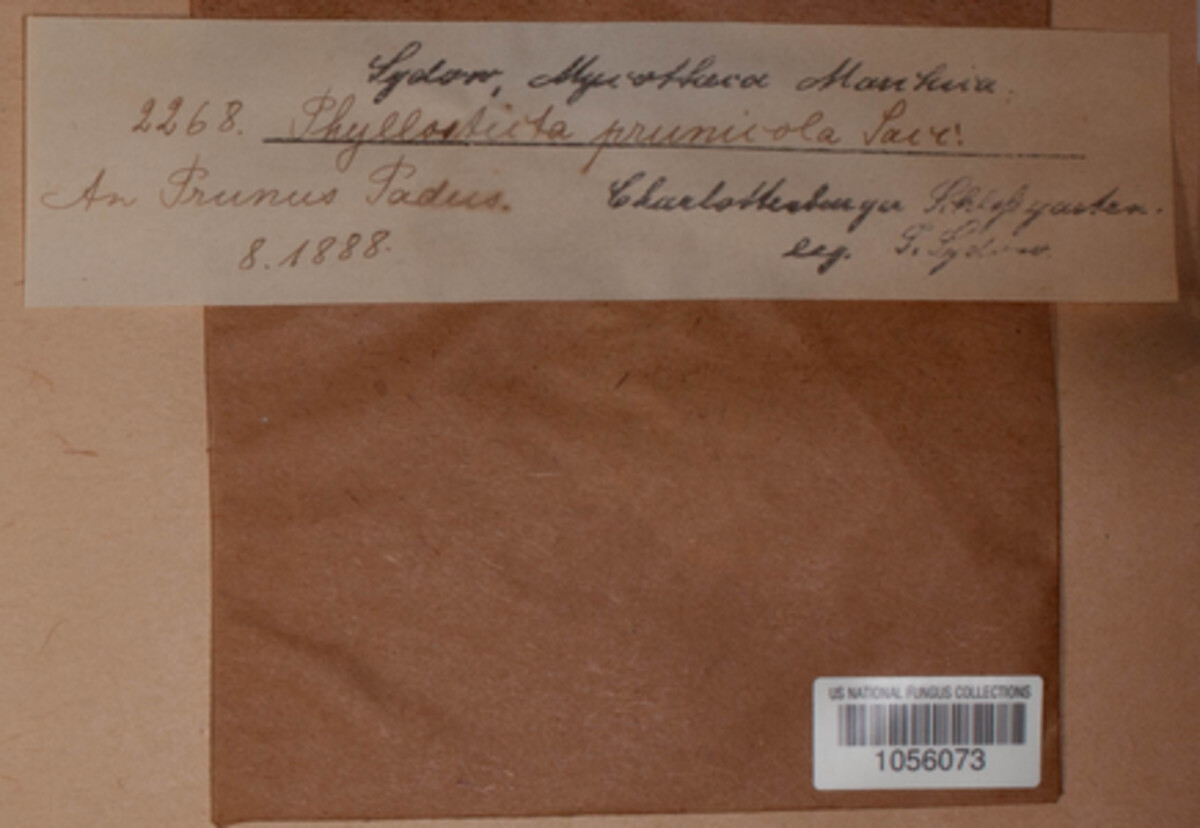 Sydow, Mycotheca Marchica.
2268. Phyllosticta prunicola Sacc.
An Prunus Padus. Charlottenburger Schloßgarten.
8.1888. leg. P. Sydow.
US NATIONAL FUNGUS COLLECTIONS
1056073